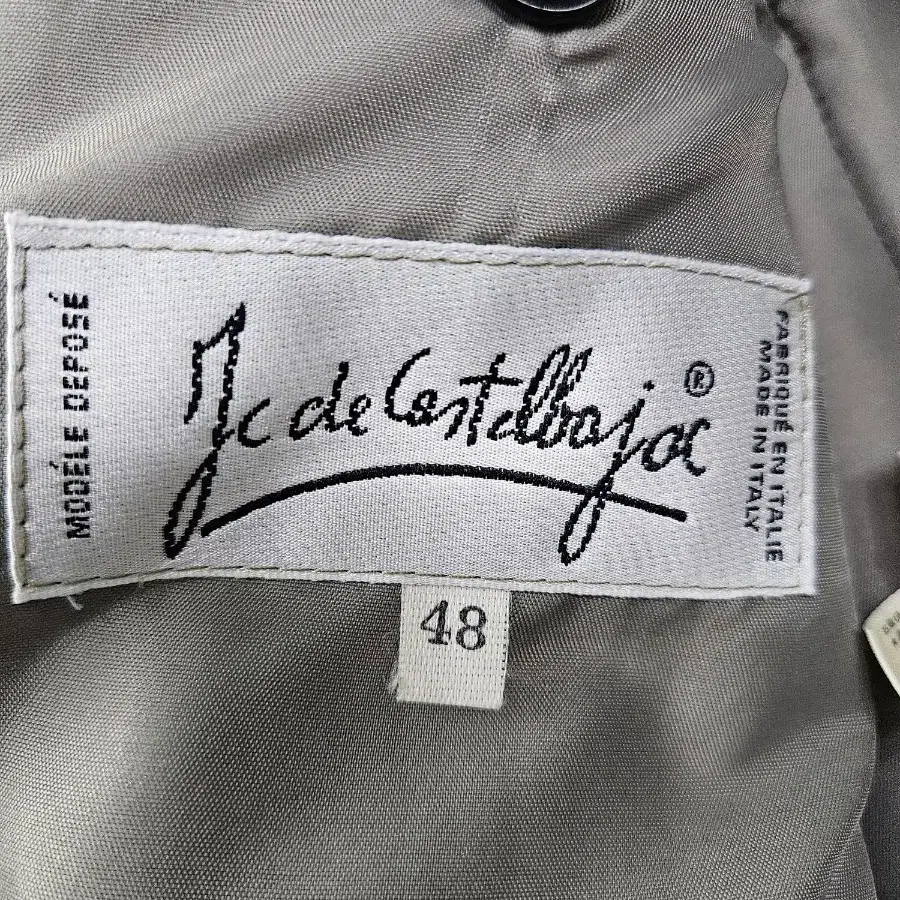 MODÈLE DEPOSÉ
Jc de Castelbajac ®
FABRIQUÉ EN ITALIE
MADE IN ITALY
48